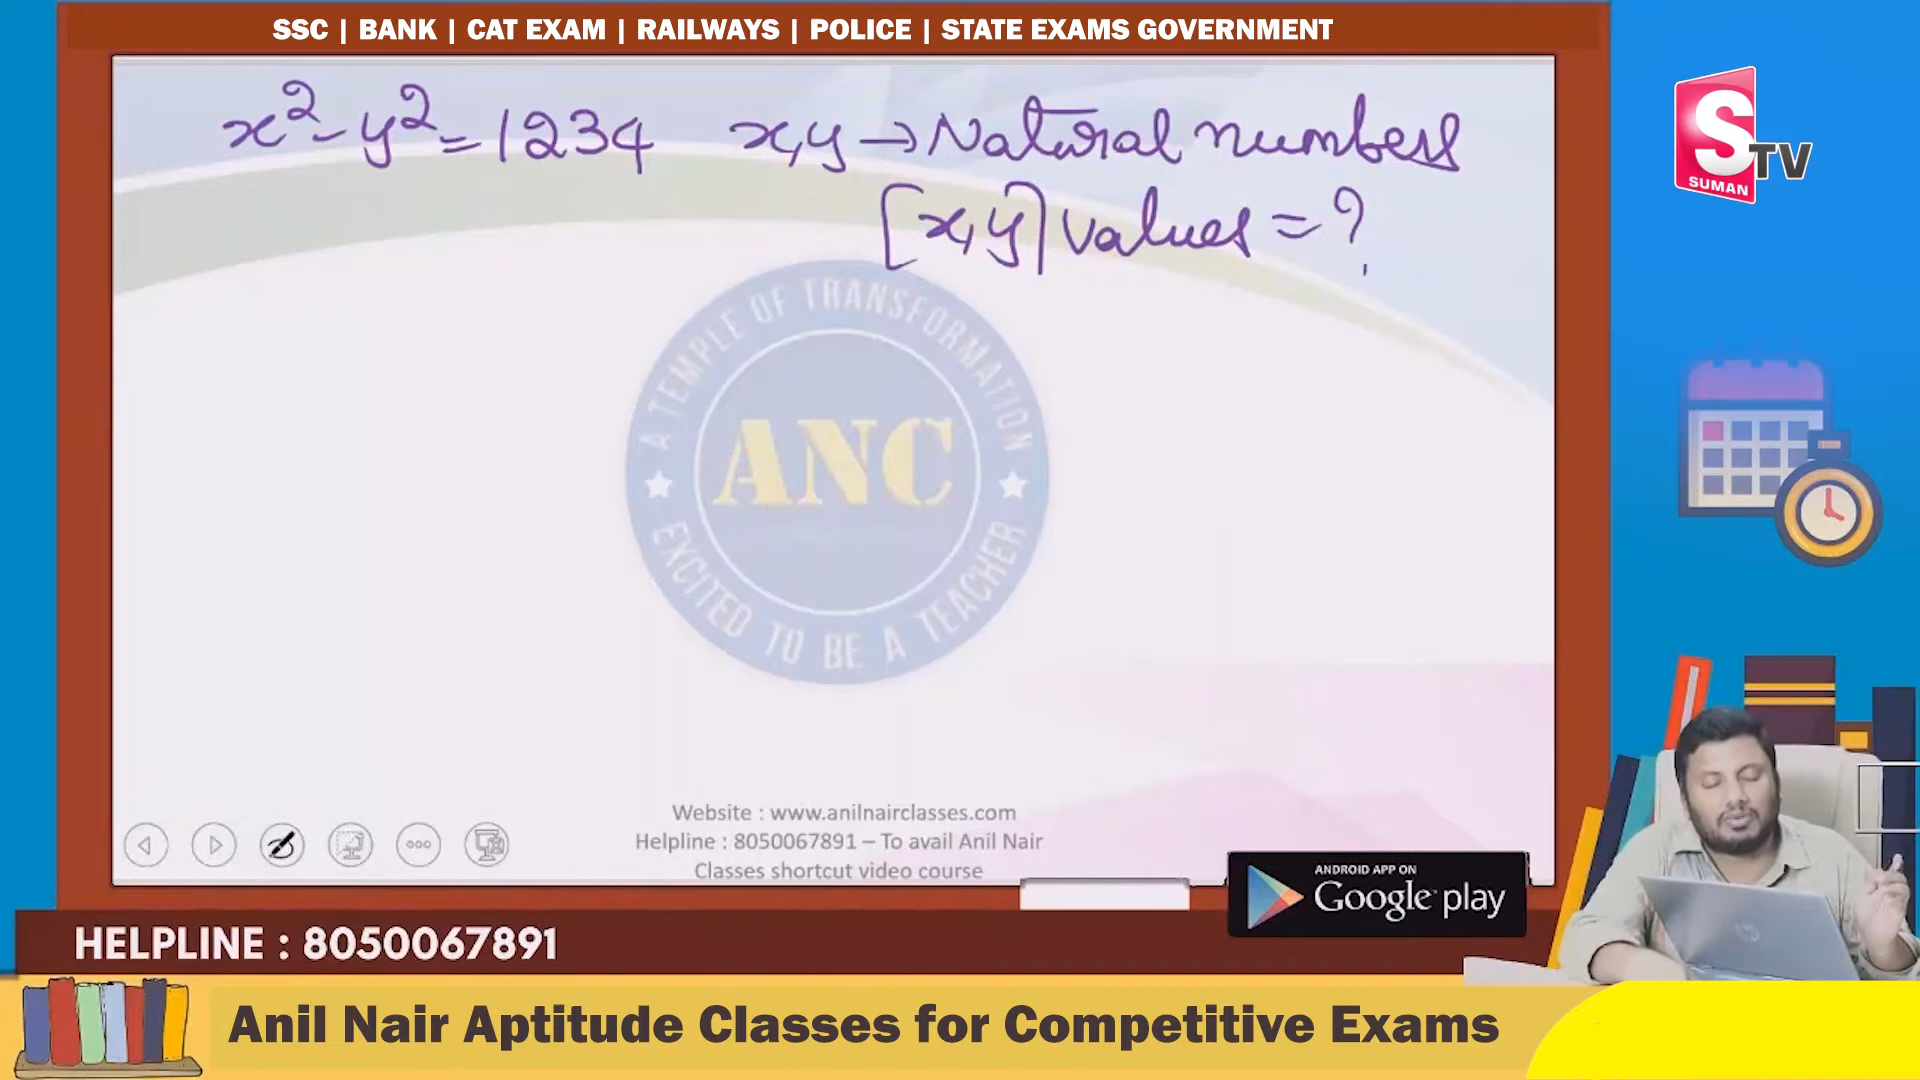 SSC | BANK | CAT EXAM | RAILWAYS | POLICE | STATE EXAMS GOVERNMENT
x² - y² = 1234 x, y → Natural numbers
[x, y] values = ?
S TV
SUMAN
A TEMPLE OF TRANSFORMATION
ANC
EXCITED TO BE A TEACHER
Website : www.anilnairclasses.com
Helpline : 8050067891 – To avail Anil Nair
Classes shortcut video course
ANDROID APP ON
Google play
HELPLINE : 8050067891
Anil Nair Aptitude Classes for Competitive Exams